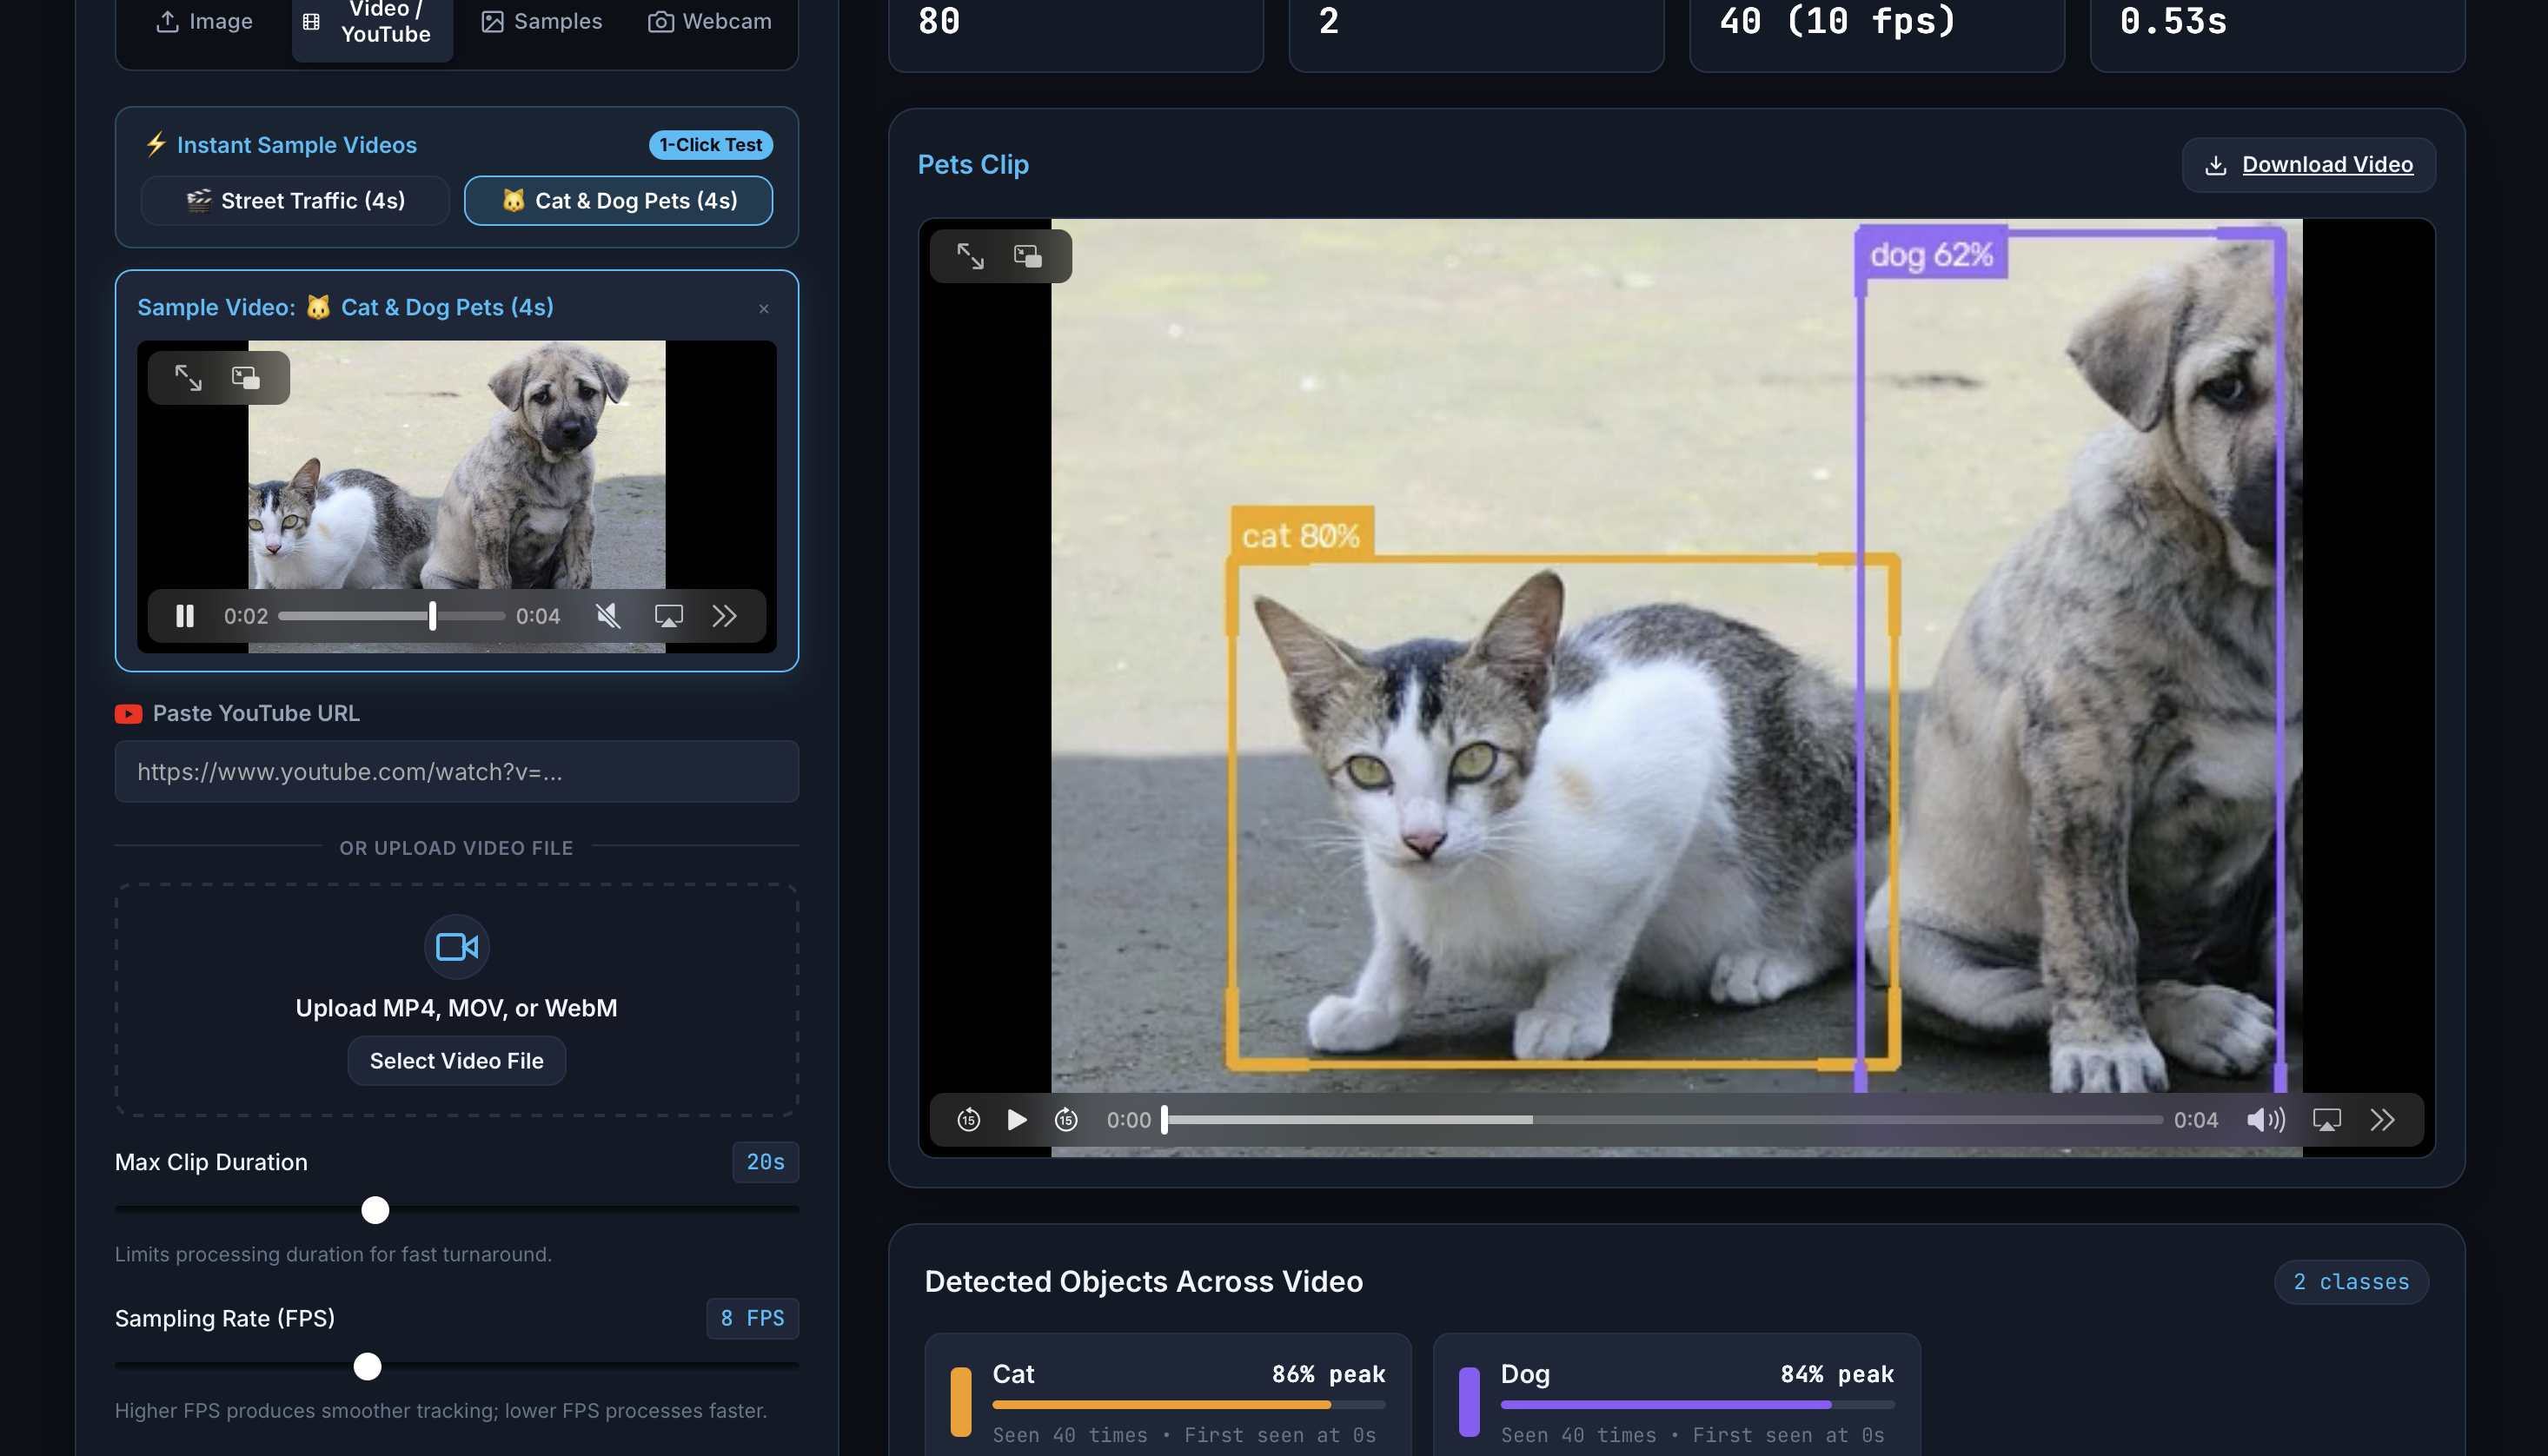 Image
Video /
YouTube
Samples
Webcam
⚡ Instant Sample Videos
1-Click Test
🎬 Street Traffic (4s)
🐱 Cat & Dog Pets (4s)
Sample Video: 🐱 Cat & Dog Pets (4s)
×
0:02
0:04
Paste YouTube URL
https://www.youtube.com/watch?v=...
OR UPLOAD VIDEO FILE
Upload MP4, MOV, or WebM
Select Video File
Max Clip Duration
20s
Limits processing duration for fast turnaround.
Sampling Rate (FPS)
8 FPS
Higher FPS produces smoother tracking; lower FPS processes faster.
80
2
40 (10 fps)
0.53s
Pets Clip
Download Video
dog 62%
cat 80%
15
15
0:00
0:04
Detected Objects Across Video
2 classes
Cat
86% peak
Seen 40 times • First seen at 0s
Dog
84% peak
Seen 40 times • First seen at 0s